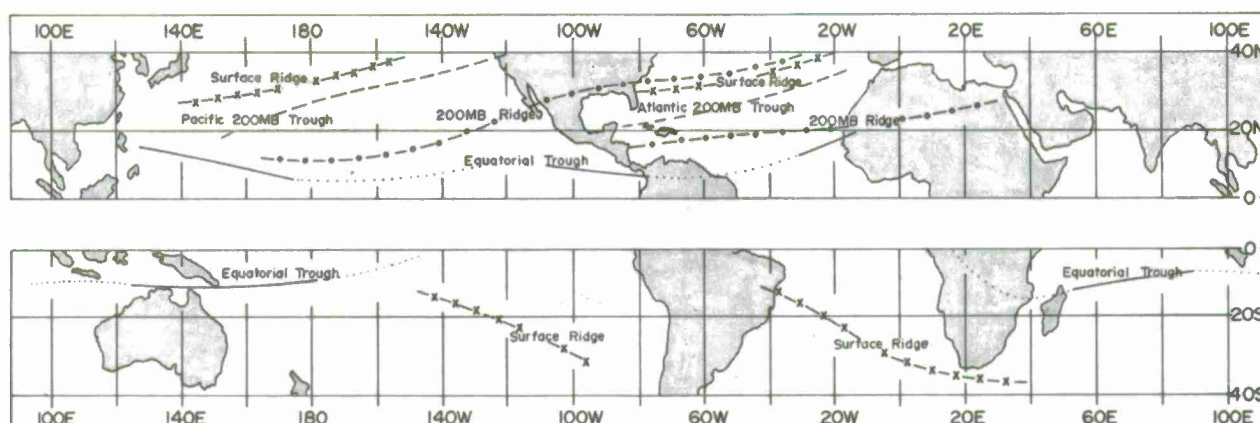 100E 140E 180 140W 100W 60W 20W 20E 60E 100E
40N
Surface Ridge
Surface Ridge
Pacific 200MB Trough
200MB Ridge
Atlantic 200MB Trough
200MB Ridge
20N
Equatorial Trough
0
0
Equatorial Trough
Equatorial Trough
20S
Surface Ridge
Surface Ridge
40S
100E 140E 180 140W 100W 60W 20W 20E 60E 100E